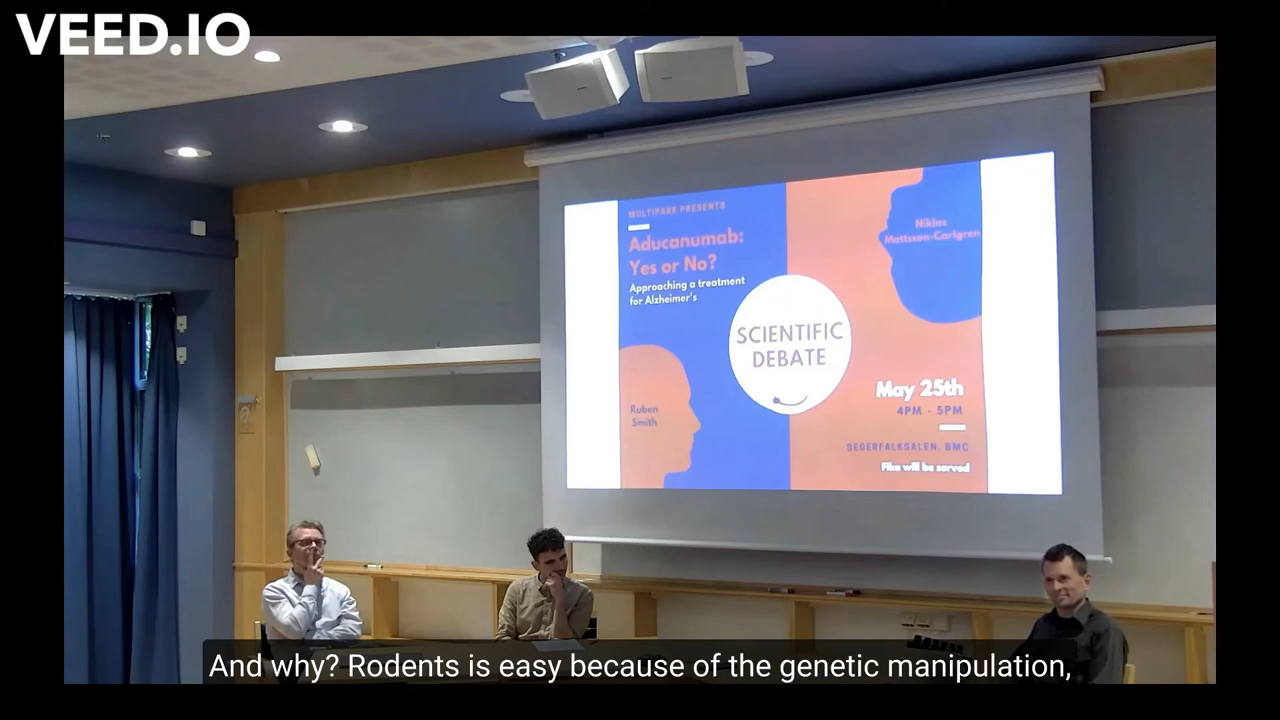 VEED.IO
MULTIPARK PRESENTS
Aducanumab:
Yes or No?
Approaching a treatment
for Alzheimer's
Niklas
Mattsson-Carlgren
SCIENTIFIC
DEBATE
Ruben
Smith
May 25th
4PM - 5PM
SEGERFALKSALEN, BMC
Fika will be served
And why? Rodents is easy because of the genetic manipulation,